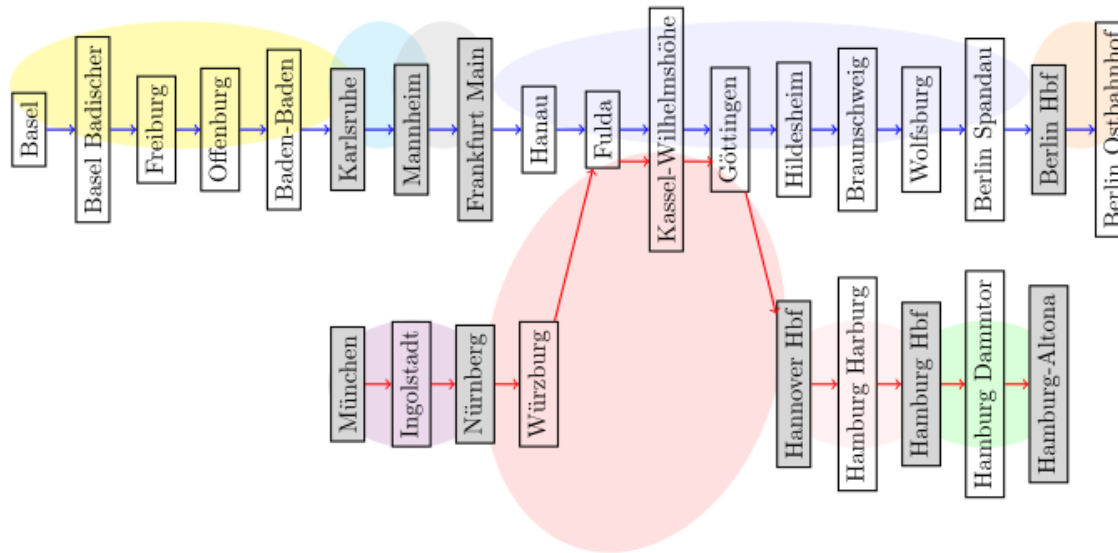 Basel
Basel Badischer
Freiburg
Offenburg
Baden-Baden
Karlsruhe
Mannheim
Frankfurt Main
Hanau
Fulda
Kassel-Wilhelmshöhe
Göttingen
Hildesheim
Braunschweig
Wolfsburg
Berlin Spandau
Berlin Hbf
Berlin Ostbahnhof
München
Ingolstadt
Nürnberg
Würzburg
Hannover Hbf
Hamburg Harburg
Hamburg Hbf
Hamburg Dammtor
Hamburg-Altona